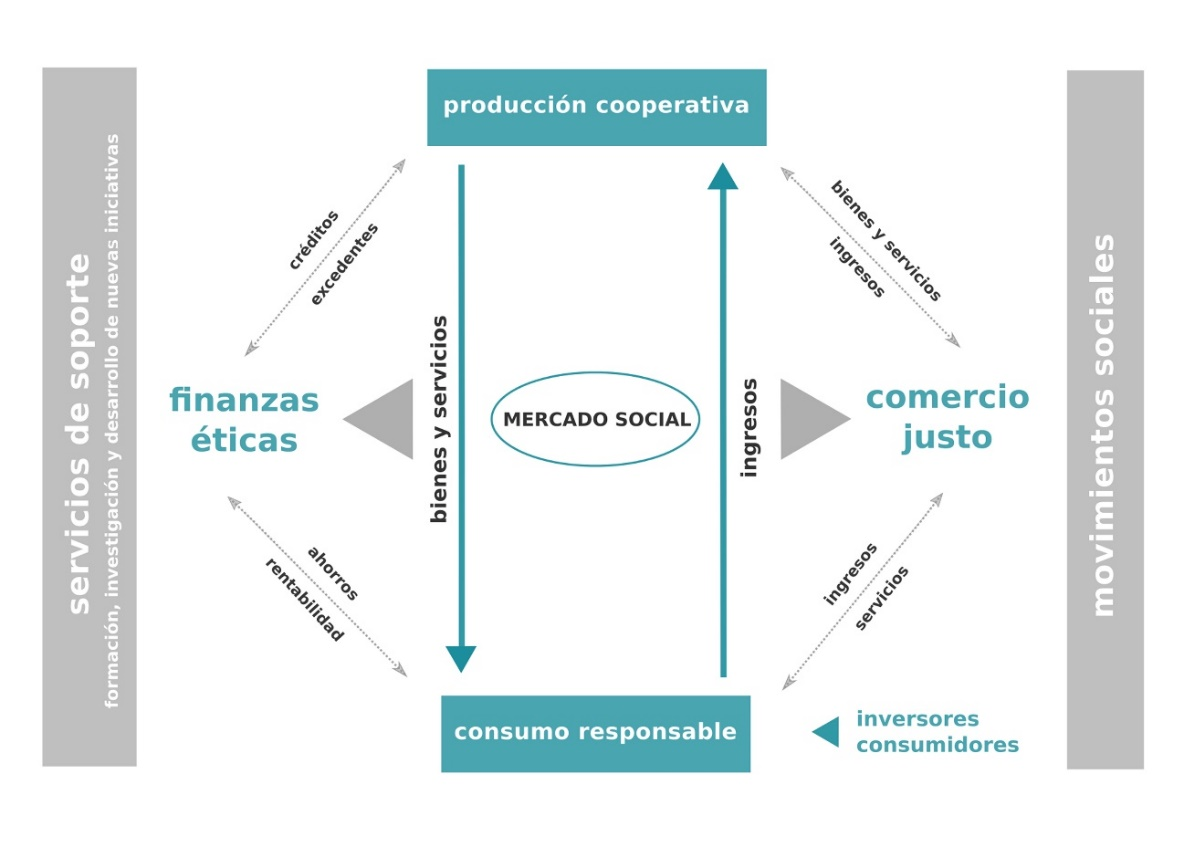 producción cooperativa
servicios de soporte
formación, investigación y desarrollo de nuevas iniciativas
créditos
excedentes
bienes y servicios
ingresos
finanzas
éticas
bienes y servicios
MERCADO SOCIAL
ingresos
comercio
justo
movimientos sociales
ahorros
rentabilidad
ingresos
servicios
consumo responsable
inversores
consumidores